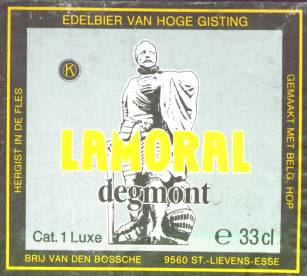 EDELBIER VAN HOGE GISTING
HERGIST IN DE FLES
GEMAAKT MET BELG. HOP
K
LAMORAL
degmont
Cat. 1 Luxe
e 33 cl
BRIJ VAN DEN BOSSCHE 9560 ST.-LIEVENS-ESSE